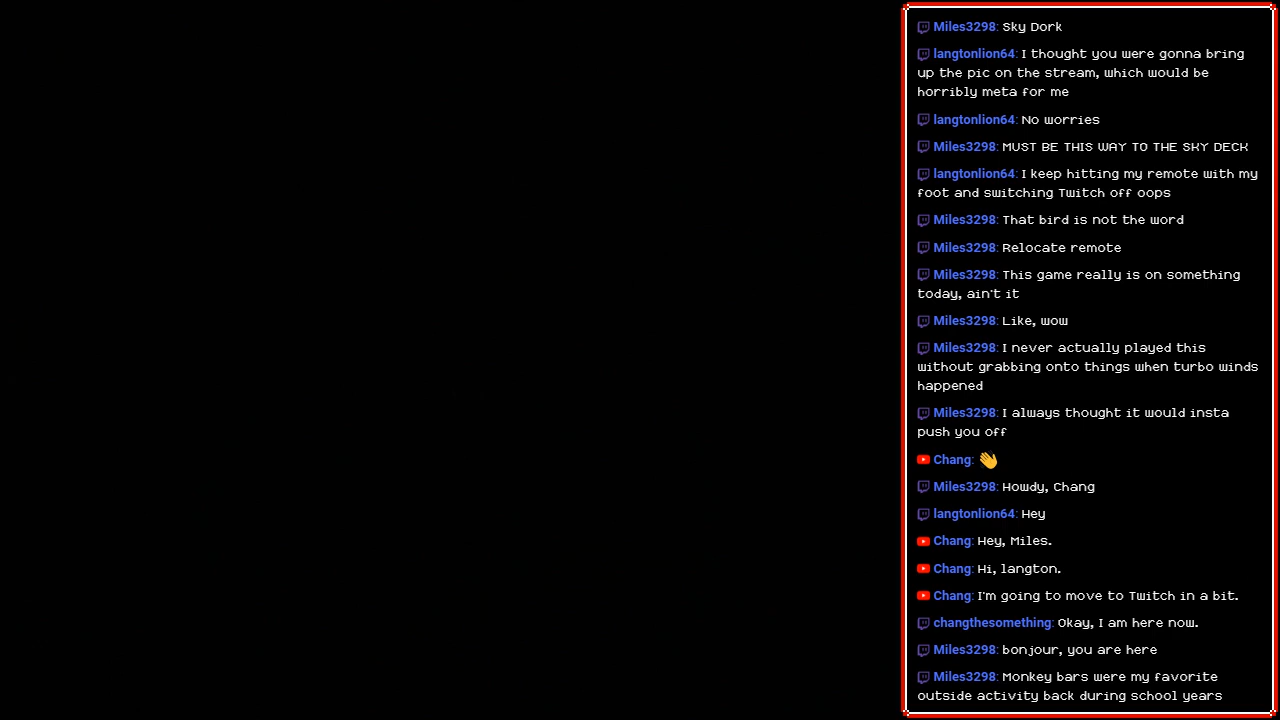 Miles3298: Sky Dork
langtonlion64: I thought you were gonna bring
up the pic on the stream, which would be
horribly meta for me
langtonlion64: No worries
Miles3298: MUST BE THIS WAY TO THE SKY DECK
langtonlion64: I keep hitting my remote with my
foot and switching Twitch off oops
Miles3298: That bird is not the word
Miles3298: Relocate remote
Miles3298: This game really is on something
today, ain't it
Miles3298: Like, wow
Miles3298: I never actually played this
without grabbing onto things when turbo winds
happened
Miles3298: I always thought it would insta
push you off
Chang: 👋
Miles3298: Howdy, Chang
langtonlion64: Hey
Chang: Hey, Miles.
Chang: Hi, langton.
Chang: I'm going to move to Twitch in a bit.
changthesomething: Okay, I am here now.
Miles3298: bonjour, you are here
Miles3298: Monkey bars were my favorite
outside activity back during school years